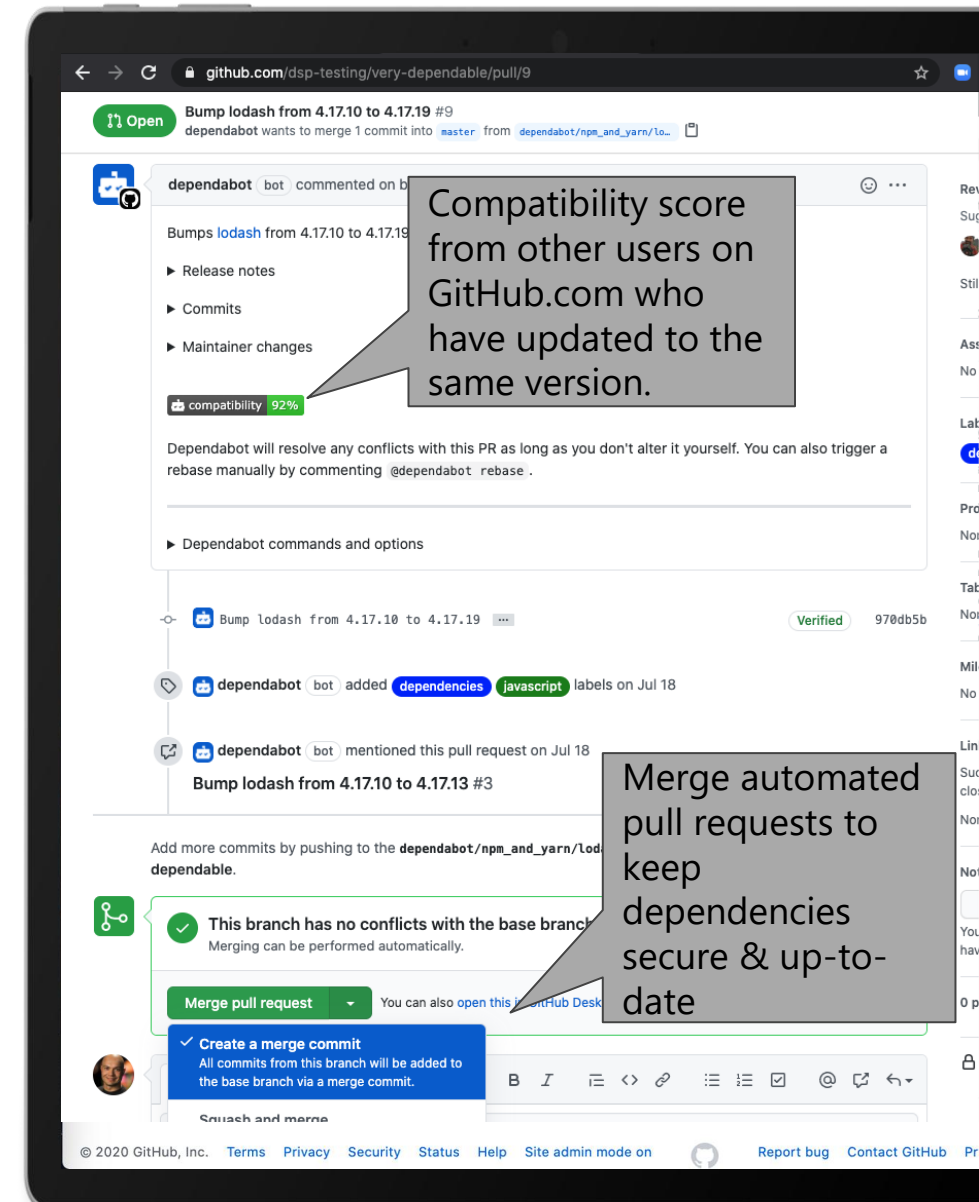 github.com/dsp-testing/very-dependable/pull/9
Open
Bump lodash from 4.17.10 to 4.17.19 #9
dependabot wants to merge 1 commit into master from dependabot/npm_and_yarn/lo…
dependabot bot commented on
Bumps lodash from 4.17.10 to 4.17.19
Release notes
Commits
Maintainer changes
compatibility 92%
Compatibility score
from other users on
GitHub.com who
have updated to the
same version.
Dependabot will resolve any conflicts with this PR as long as you don't alter it yourself. You can also trigger a
rebase manually by commenting @dependabot rebase.
Dependabot commands and options
Bump lodash from 4.17.10 to 4.17.19 ... Verified 970db5b
dependabot bot added dependencies javascript labels on Jul 18
dependabot bot mentioned this pull request on Jul 18
Bump lodash from 4.17.10 to 4.17.13 #3
Add more commits by pushing to the dependabot/npm_and_yarn/lod
dependable.
This branch has no conflicts with the base branch
Merging can be performed automatically.
Merge pull request
You can also open this in GitHub Desk
Merge automated
pull requests to
keep
dependencies
secure & up-to-
date
Create a merge commit
All commits from this branch will be added to
the base branch via a merge commit.
Squash and merge
B I
No
No
0 p
© 2020 GitHub, Inc. Terms Privacy Security Status Help Site admin mode on Report bug Contact GitHub Pr